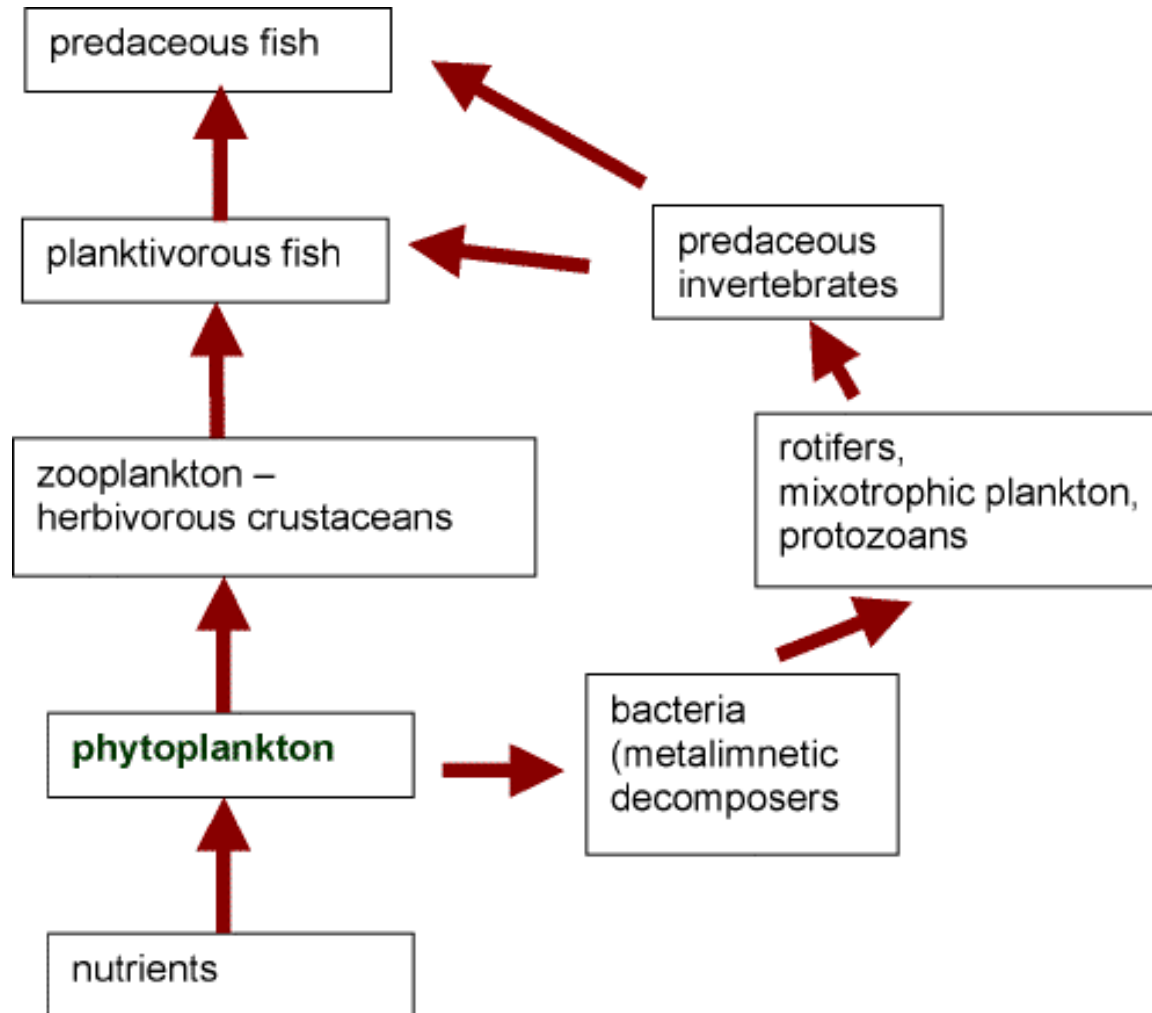 predaceous fish
planktivorous fish
predaceous
invertebrates
zooplankton –
herbivorous crustaceans
rotifers,
mixotrophic plankton,
protozoans
phytoplankton
bacteria
(metalimnetic
decomposers
nutrients